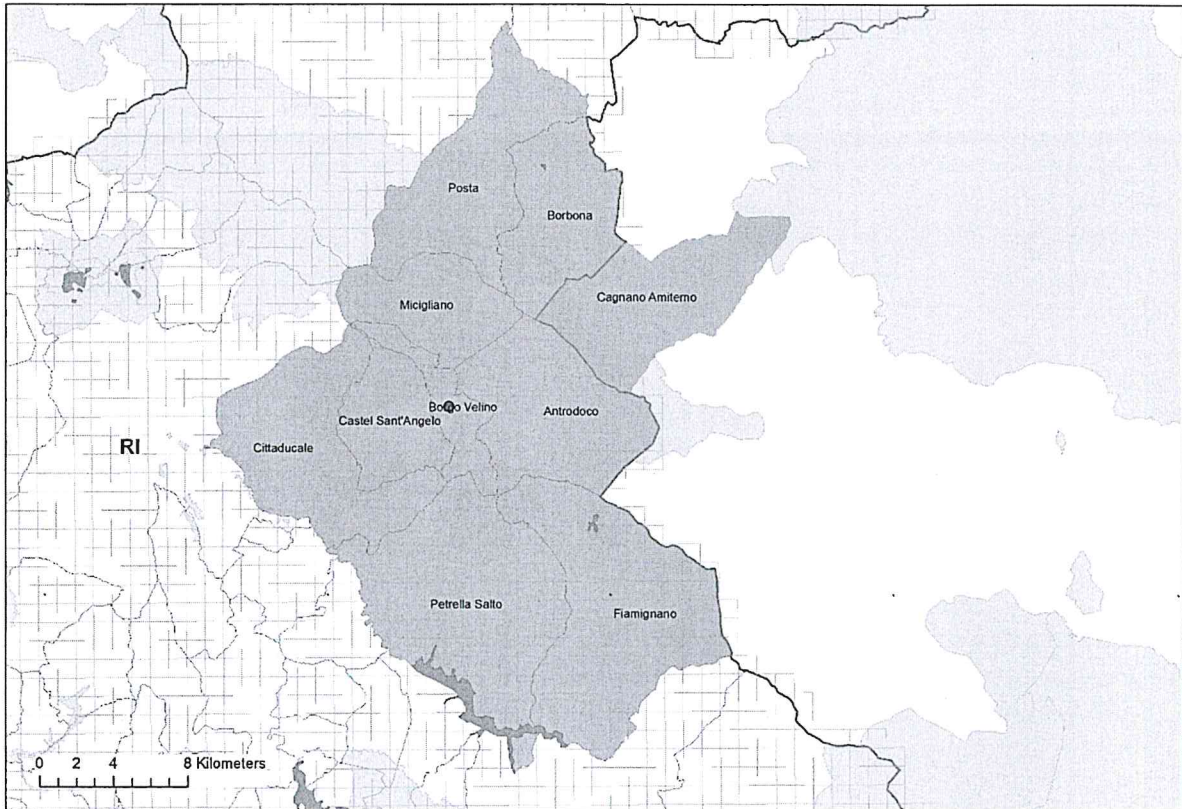 Posta
Borbona
Cagnano Amiterno
Micigliano
Borgo Velino
Antrodoco
Castel Sant'Angelo
Cittaducale
RI
Petrella Salto
Fiamignano
0 2 4 8 Kilometers